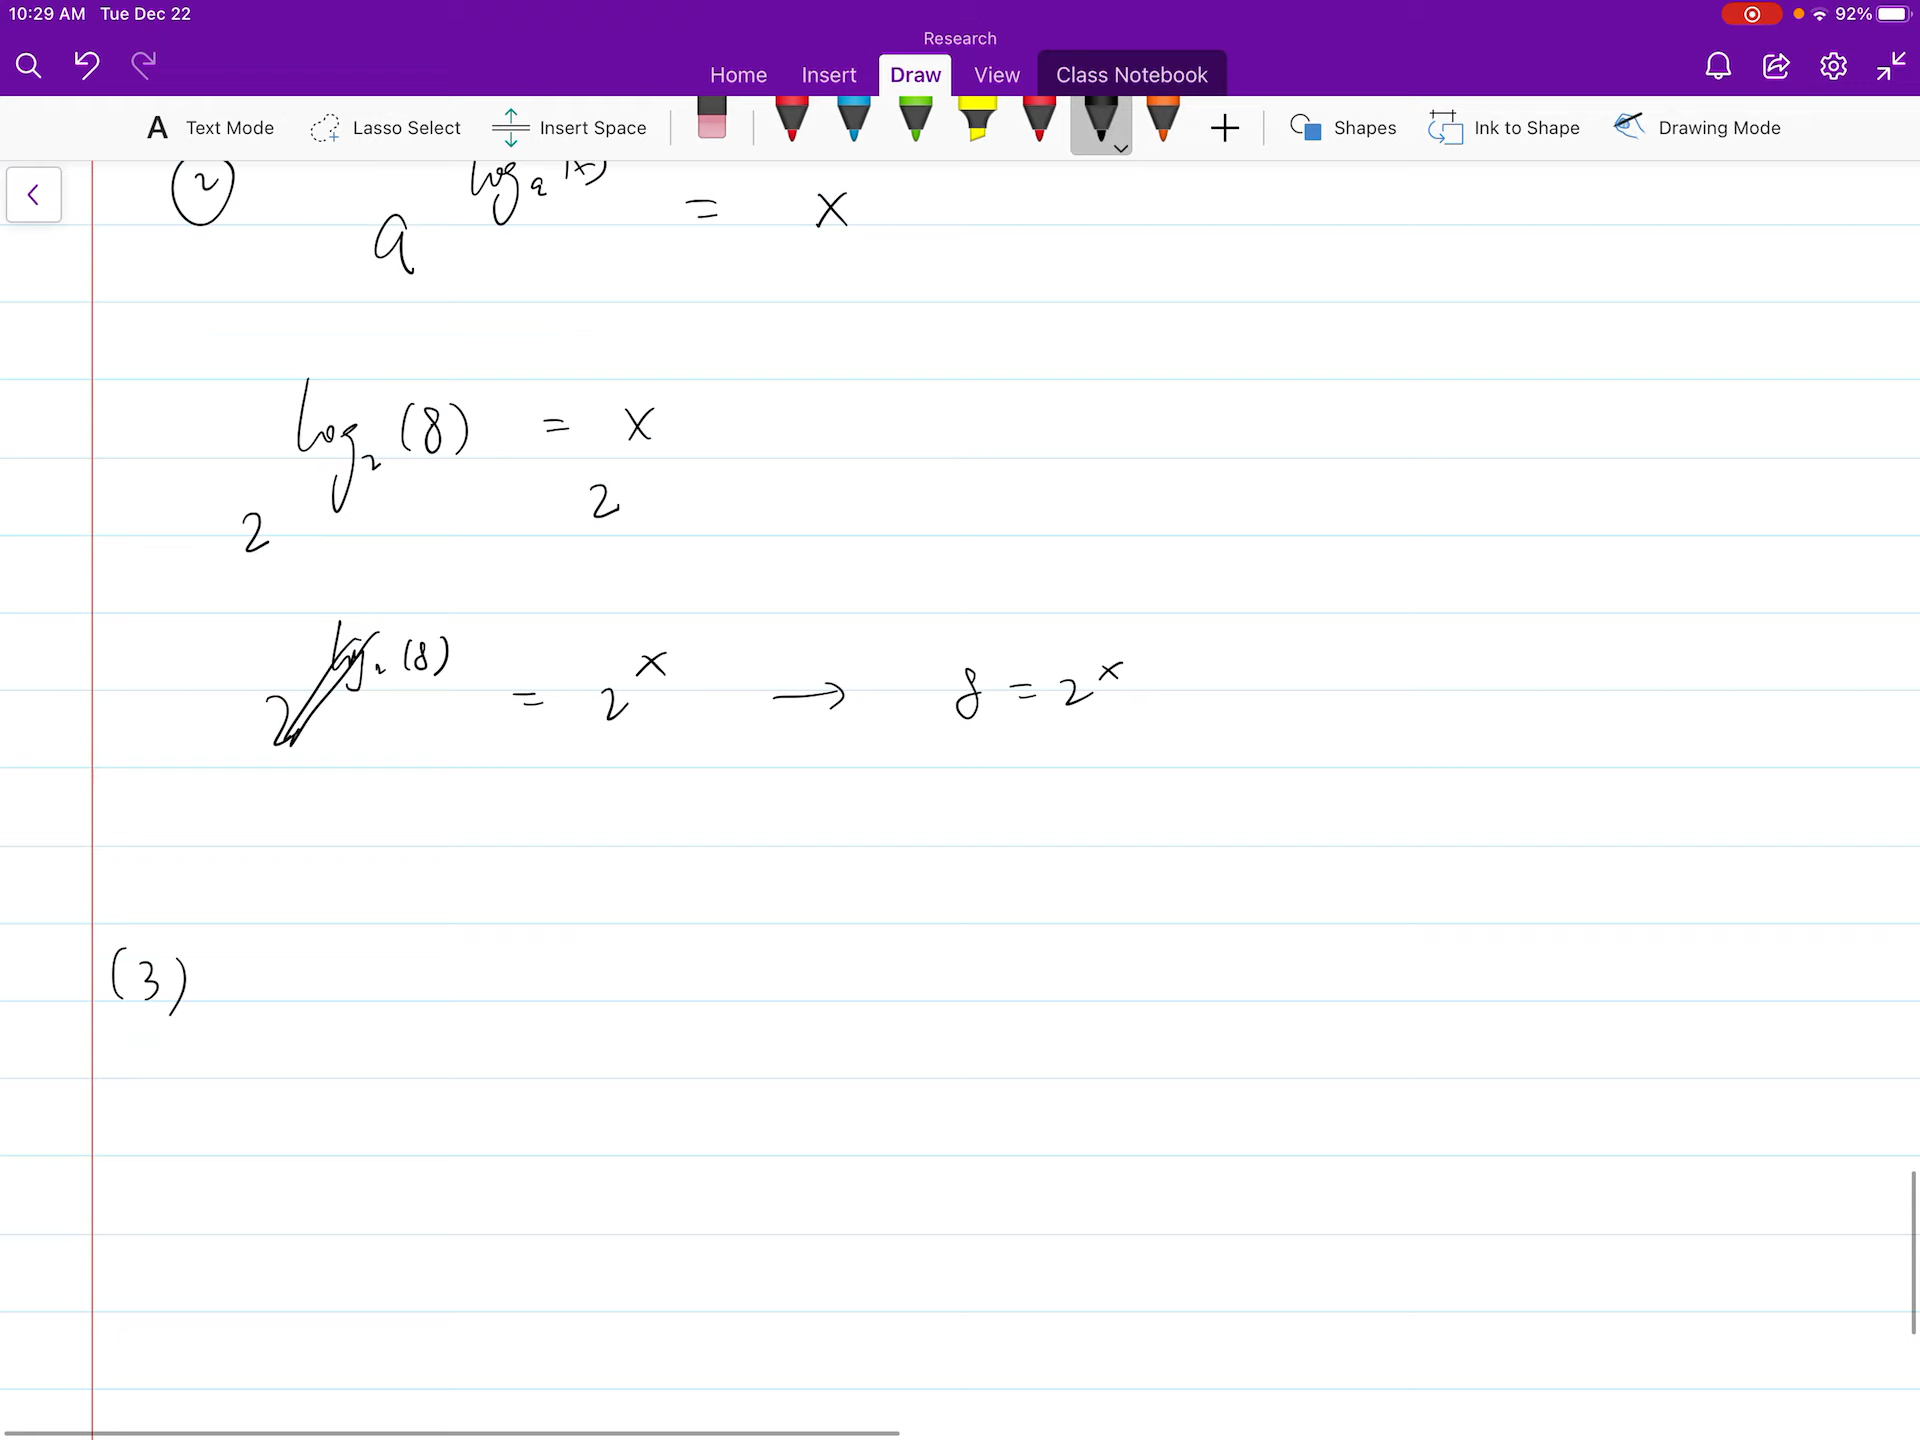 10:29 AM Tue Dec 22
92%
Research
Home Insert Draw View Class Notebook
A Text Mode Lasso Select Insert Space Shapes Ink to Shape Drawing Mode
(2) a^log_a(x) = x
log_2(8) = x
2 2
2^log_2(8) = 2^x → 8 = 2^x
(3)